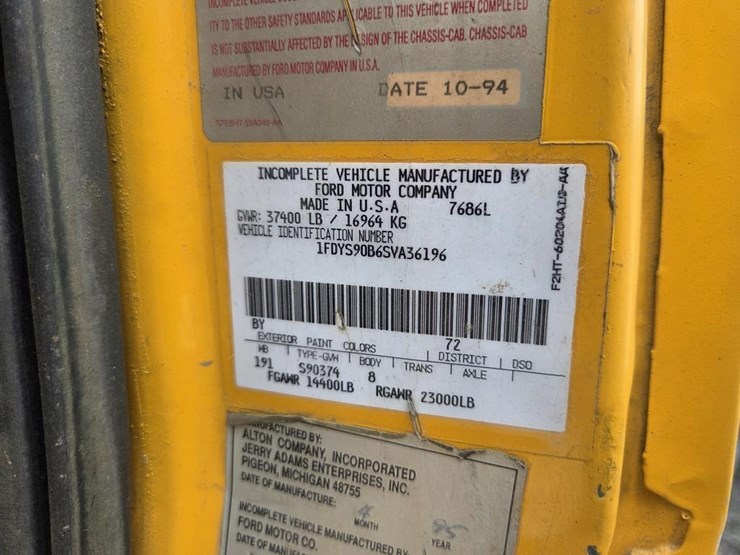 ITY TO THE OTHER SAFETY STANDARDS APPLICABLE TO THIS VEHICLE WHEN COMPLETED
IS NOT SUBSTANTIALLY AFFECTED BY THE DESIGN OF THE CHASSIS-CAB. CHASSIS-CAB
MANUFACTURED BY FORD MOTOR COMPANY IN U.S.A.
IN USA DATE 10-94
INCOMPLETE VEHICLE MANUFACTURED BY
FORD MOTOR COMPANY
MADE IN U.S.A 7686L
GVWR: 37400 LB / 16964 KG
VEHICLE IDENTIFICATION NUMBER
1FDYS90B6SVA36196
BY 72
EXTERIOR PAINT COLORS DISTRICT DSO
WB TYPE-GVW BODY TRANS AXLE
191 S90374 8
FGAWR 14400LB RGAWR 23000LB
ALTON COMPANY, INCORPORATED
JERRY ADAMS ENTERPRISES, INC.
PIGEON, MICHIGAN 48755
DATE OF MANUFACTURE:
4 95
MONTH YEAR
INCOMPLETE VEHICLE MANUFACTURED BY
FORD MOTOR CO.
DATE OF